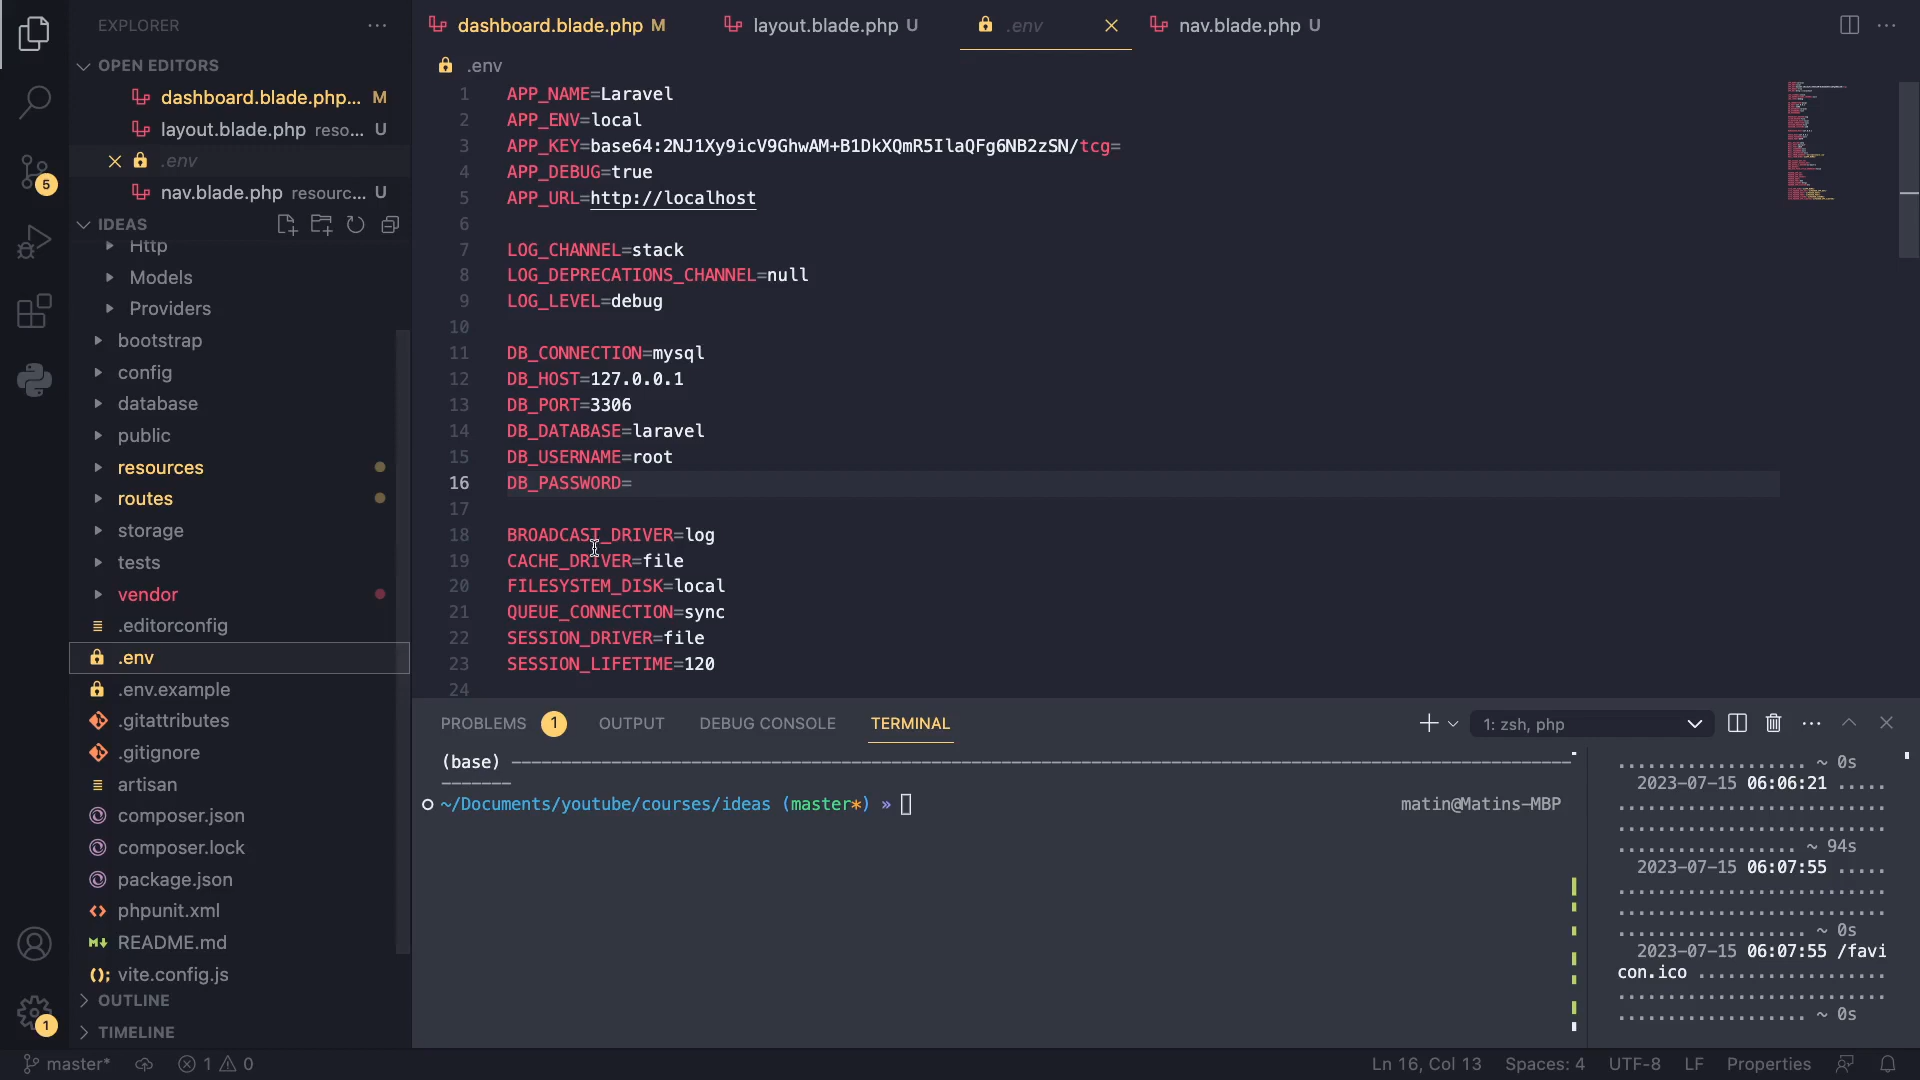 EXPLORER
OPEN EDITORS
dashboard.blade.php... M
layout.blade.php reso... U
.env
nav.blade.php resourc... U
IDEAS
Http
Models
Providers
bootstrap
config
database
public
resources
routes
storage
tests
vendor
.editorconfig
.env
.env.example
.gitattributes
.gitignore
artisan
composer.json
composer.lock
package.json
phpunit.xml
README.md
vite.config.js
OUTLINE
TIMELINE
5
1
dashboard.blade.php M
layout.blade.php U
.env
nav.blade.php U
.env
1 APP_NAME=Laravel
2 APP_ENV=local
3 APP_KEY=base64:2NJ1Xy9icV9GhwAM+B1DkXQmR5IlaQFg6NB2zSN/tcg=
4 APP_DEBUG=true
5 APP_URL=http://localhost
6
7 LOG_CHANNEL=stack
8 LOG_DEPRECATIONS_CHANNEL=null
9 LOG_LEVEL=debug
10
11 DB_CONNECTION=mysql
12 DB_HOST=127.0.0.1
13 DB_PORT=3306
14 DB_DATABASE=laravel
15 DB_USERNAME=root
16 DB_PASSWORD=
17
18 BROADCAST_DRIVER=log
19 CACHE_DRIVER=file
20 FILESYSTEM_DISK=local
21 QUEUE_CONNECTION=sync
22 SESSION_DRIVER=file
23 SESSION_LIFETIME=120
24
PROBLEMS 1 OUTPUT DEBUG CONSOLE TERMINAL
1: zsh, php
(base) ------------------------------------------------------------------------------------------------------
-------
~/Documents/youtube/courses/ideas (master*) » matin@Matins-MBP
.................. ~ 0s
2023-07-15 06:06:21 .....
..........................
..........................
................. ~ 94s
2023-07-15 06:07:55 .....
..........................
..........................
.................. ~ 0s
2023-07-15 06:07:55 /favi
con.ico ..................
..........................
.................. ~ 0s
master* 1 0 Ln 16, Col 13 Spaces: 4 UTF-8 LF Properties